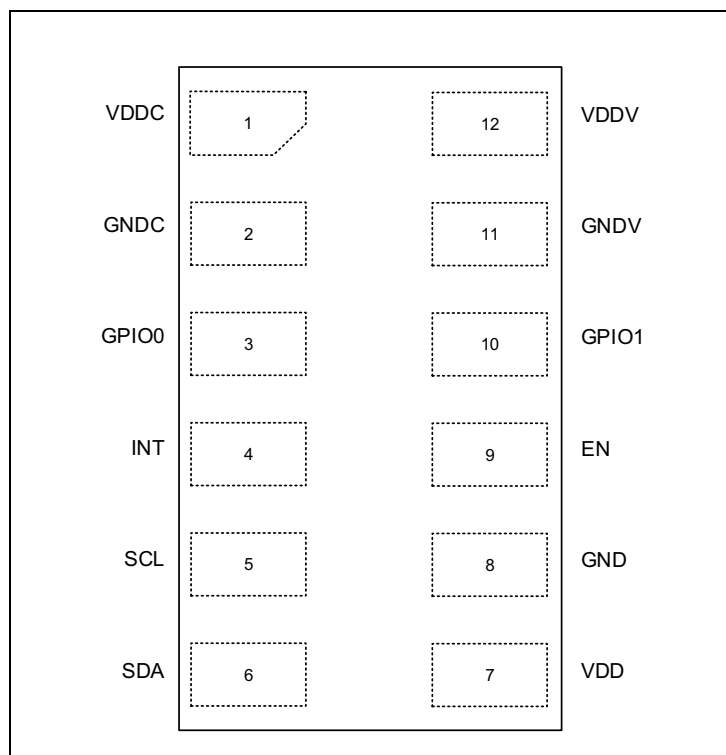 VDDC 1 12 VDDV
GNDC 2 11 GNDV
GPIO0 3 10 GPIO1
INT 4 9 EN
SCL 5 8 GND
SDA 6 7 VDD